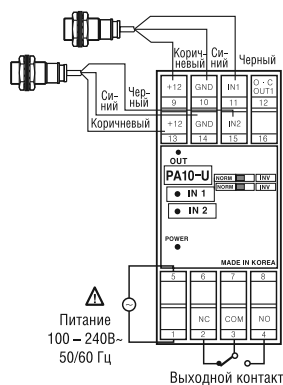 Корич-
невый
Си-
ний
Черный
Си-
ний
Чер-
ный
Коричневый
+12 GND IN1 O·C OUT1
9 10 11 12
+12 GND IN2
13 14 15 16
OUT
PA10-U
NORM INV
NORM INV
IN 1
IN 2
POWER
MADE IN KOREA
5 6 7 8
NC COM NO
1 2 3 4
Питание
100 – 240В~
50/60 Гц
Выходной контакт